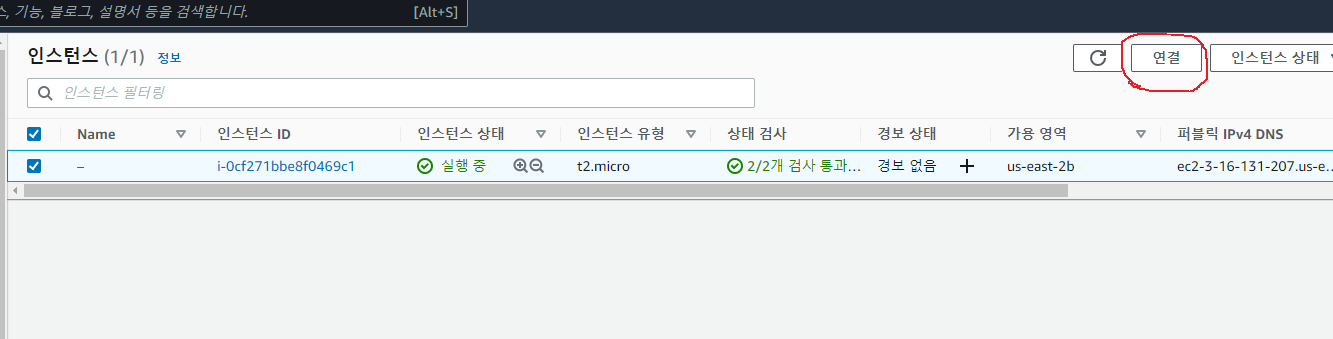 스, 기능, 블로그, 설명서 등을 검색합니다. [Alt+S]
인스턴스 (1/1) 정보 연결 인스턴스 상태
인스턴스 필터링
Name 인스턴스 ID 인스턴스 상태 인스턴스 유형 상태 검사 경보 상태 가용 영역 퍼블릭 IPv4 DNS
– i-0cf271bbe8f0469c1 실행 중 t2.micro 2/2개 검사 통과... 경보 없음 us-east-2b ec2-3-16-131-207.us-e...